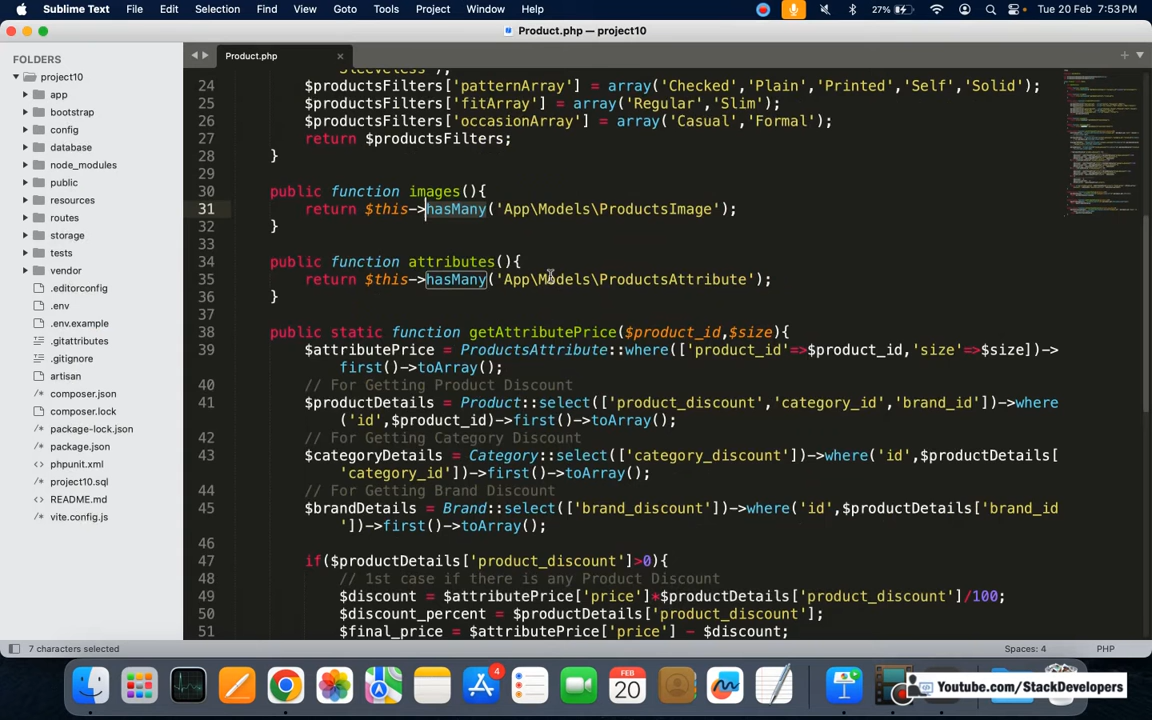 Sublime Text File Edit Selection Find View Goto Tools Project Window Help 27% Tue 20 Feb 7:53 PM
Product.php — project10
FOLDERS
project10
app
bootstrap
config
database
node_modules
public
resources
routes
storage
tests
vendor
.editorconfig
.env
.env.example
.gitattributes
.gitignore
artisan
composer.json
composer.lock
package-lock.json
package.json
phpunit.xml
project10.sql
README.md
vite.config.js
Product.php
24 $productsFilters['patternArray'] = array('Checked','Plain','Printed','Self','Solid');
25 $productsFilters['fitArray'] = array('Regular','Slim');
26 $productsFilters['occasionArray'] = array('Casual','Formal');
27 return $productsFilters;
28 }
29
30 public function images(){
31 return $this->hasMany('App\Models\ProductsImage');
32 }
33
34 public function attributes(){
35 return $this->hasMany('App\Models\ProductsAttribute');
36 }
37
38 public static function getAttributePrice($product_id,$size){
39 $attributePrice = ProductsAttribute::where(['product_id'=>$product_id,'size'=>$size])->
first()->toArray();
40 // For Getting Product Discount
41 $productDetails = Product::select(['product_discount','category_id','brand_id'])->where
('id',$product_id)->first()->toArray();
42 // For Getting Category Discount
43 $categoryDetails = Category::select(['category_discount'])->where('id',$productDetails[
'category_id'])->first()->toArray();
44 // For Getting Brand Discount
45 $brandDetails = Brand::select(['brand_discount'])->where('id',$productDetails['brand_id
'])->first()->toArray();
46
47 if($productDetails['product_discount']>0){
48 // 1st case if there is any Product Discount
49 $discount = $attributePrice['price']*$productDetails['product_discount']/100;
50 $discount_percent = $productDetails['product_discount'];
51 $final_price = $attributePrice['price'] - $discount;
7 characters selected
Spaces: 4 PHP
4
FEB
20
Youtube.com/StackDevelopers